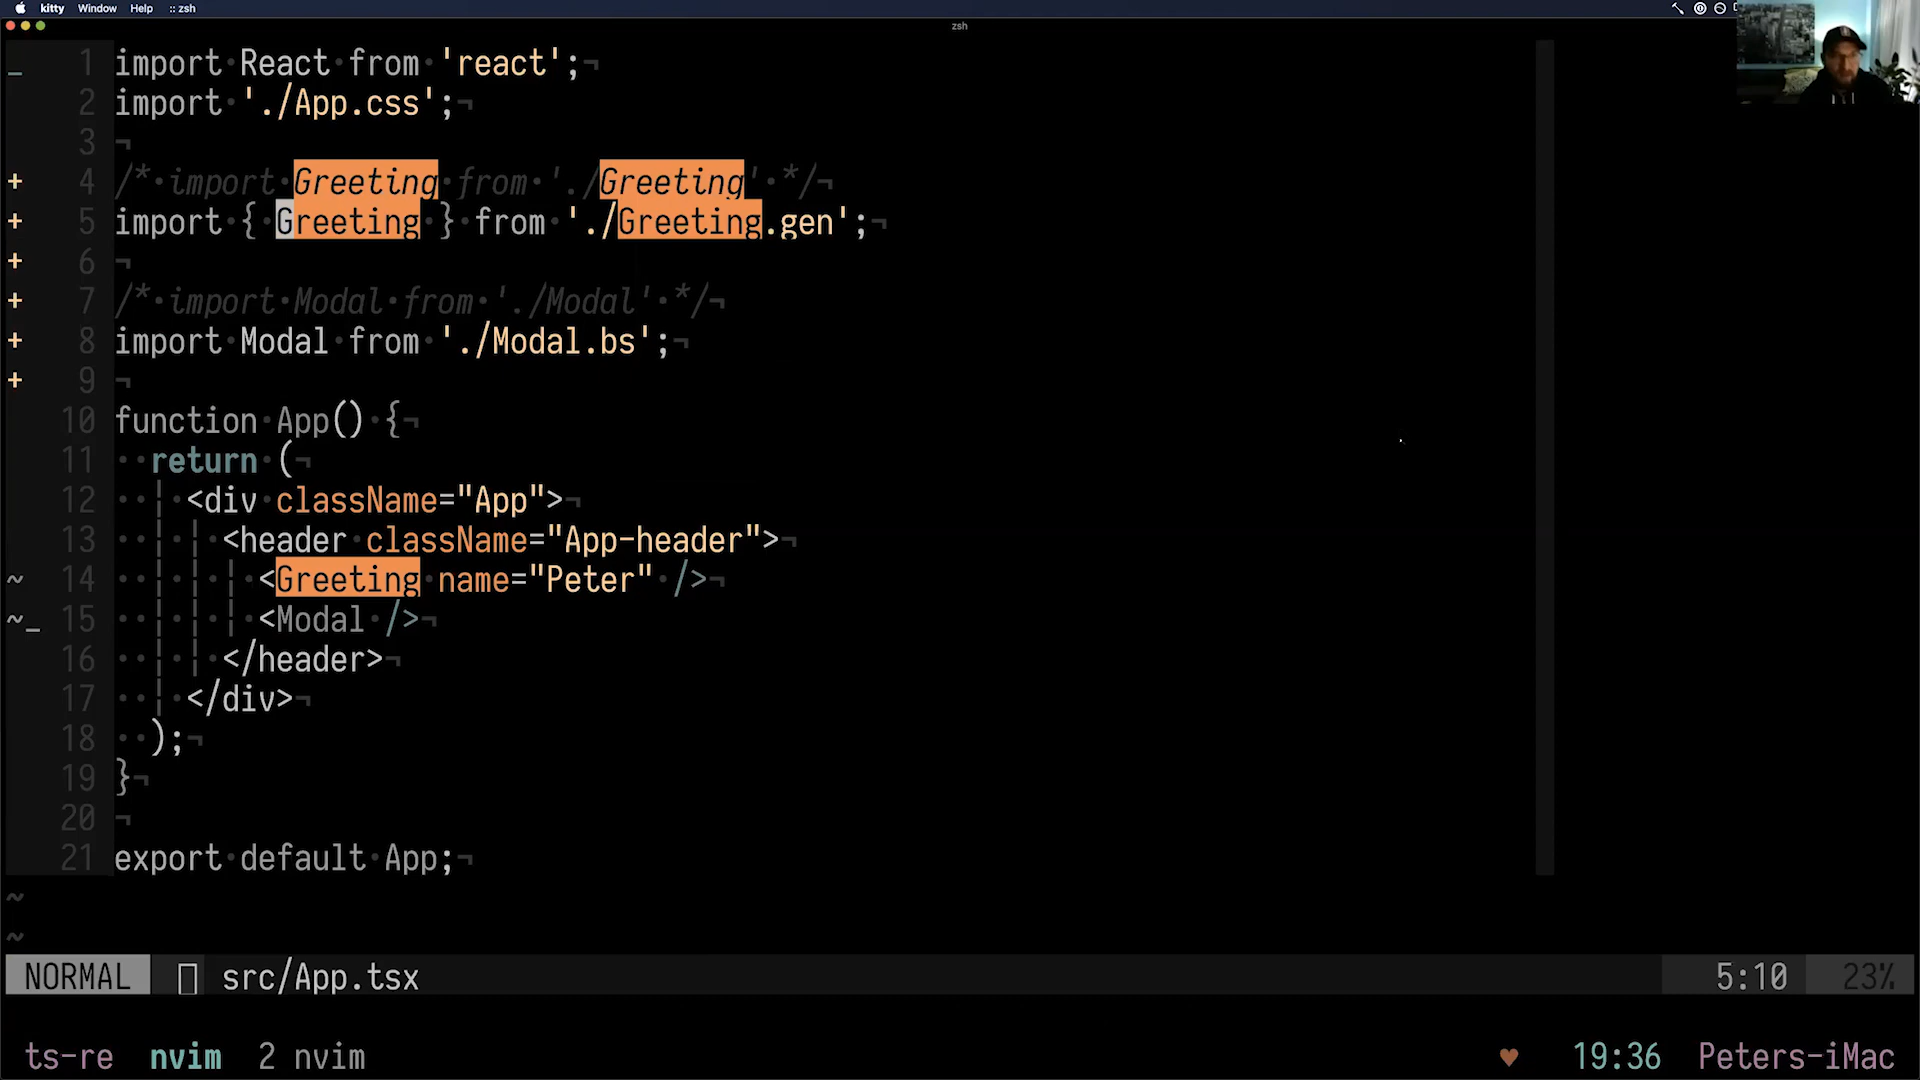 kitty Window Help :: zsh
zsh
1 import React from 'react';
2 import './App.css';
3
4 /* import Greeting from './Greeting' */
5 import { Greeting } from './Greeting.gen';
6
7 /* import Modal from './Modal' */
8 import Modal from './Modal.bs';
9
10 function App() {
11 return (
12 <div className="App">
13 <header className="App-header">
14 <Greeting name="Peter" />
15 <Modal />
16 </header>
17 </div>
18 );
19 }
20
21 export default App;
~
~
NORMAL src/App.tsx 5:10 23%
ts-re nvim 2 nvim ♥ 19:36 Peters-iMac